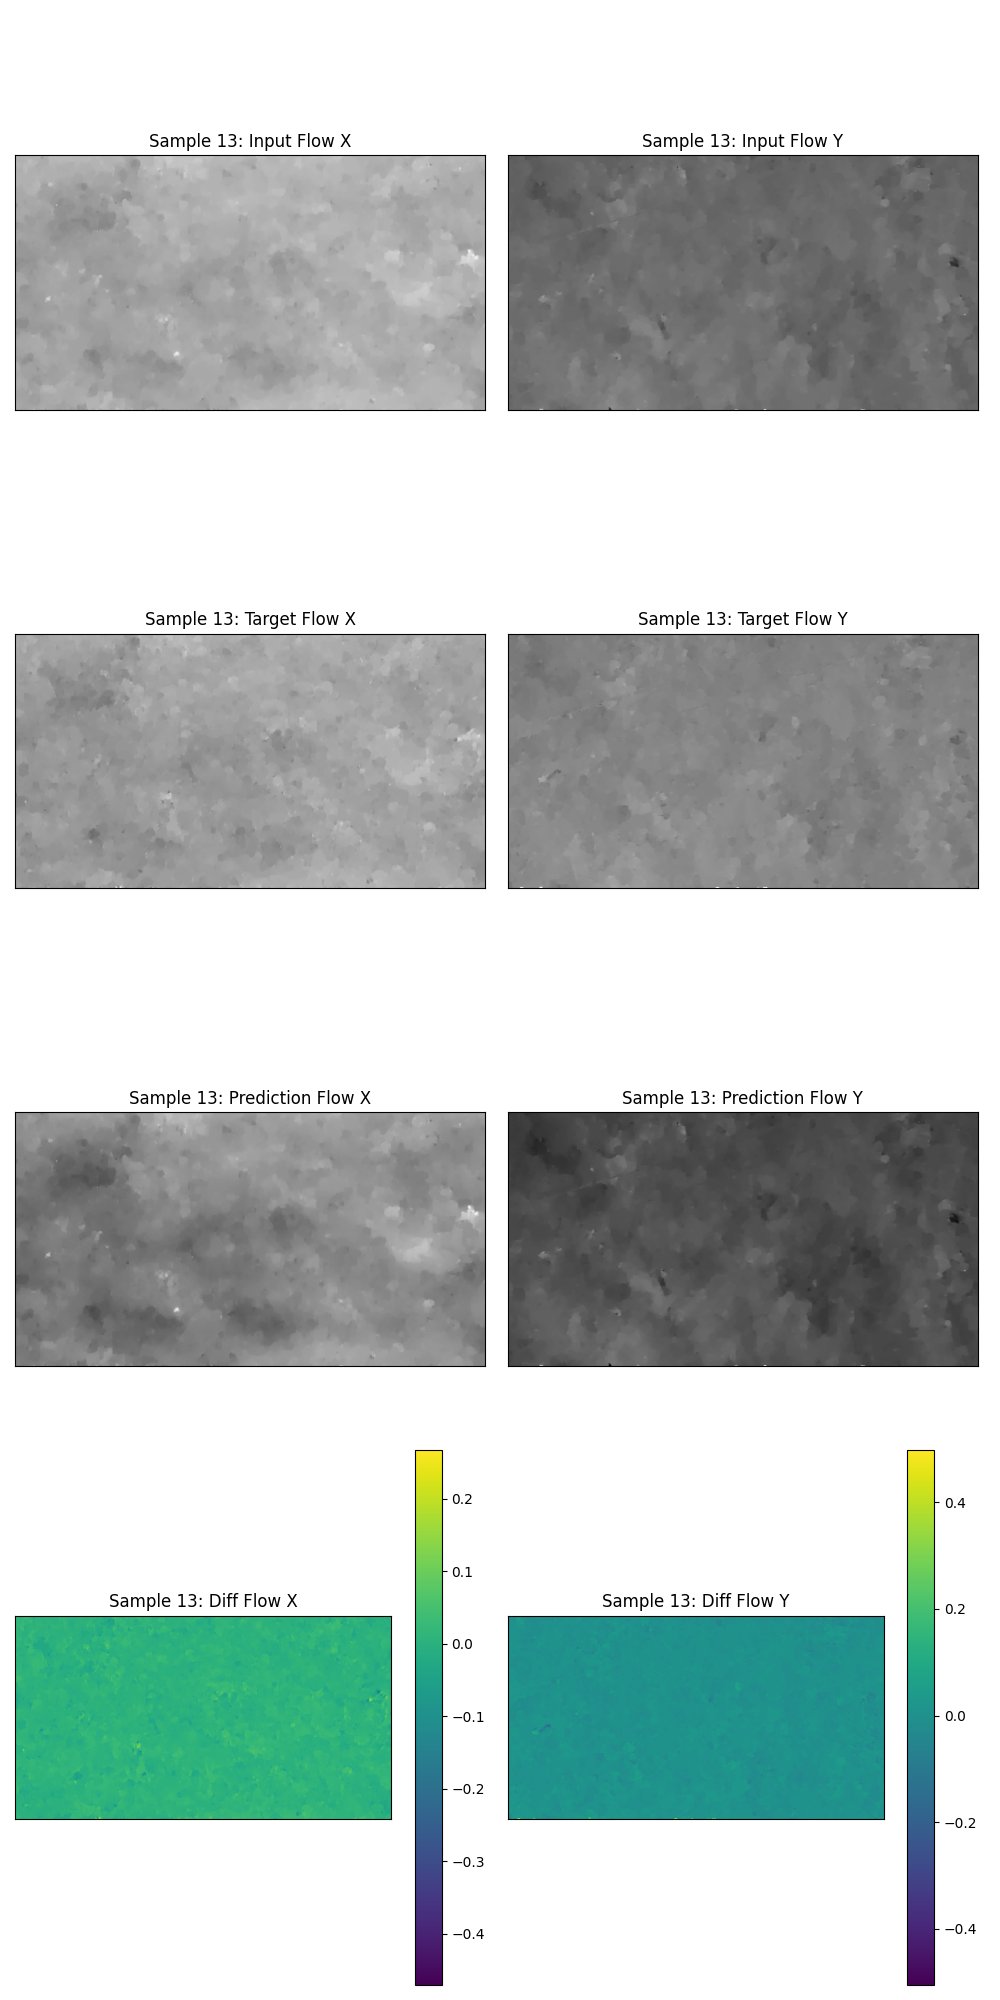 Sample 13: Input Flow X
Sample 13: Input Flow Y
Sample 13: Target Flow X
Sample 13: Target Flow Y
Sample 13: Prediction Flow X
Sample 13: Prediction Flow Y
Sample 13: Diff Flow X
0.2
0.1
0.0
−0.1
−0.2
−0.3
−0.4
Sample 13: Diff Flow Y
0.4
0.2
0.0
−0.2
−0.4